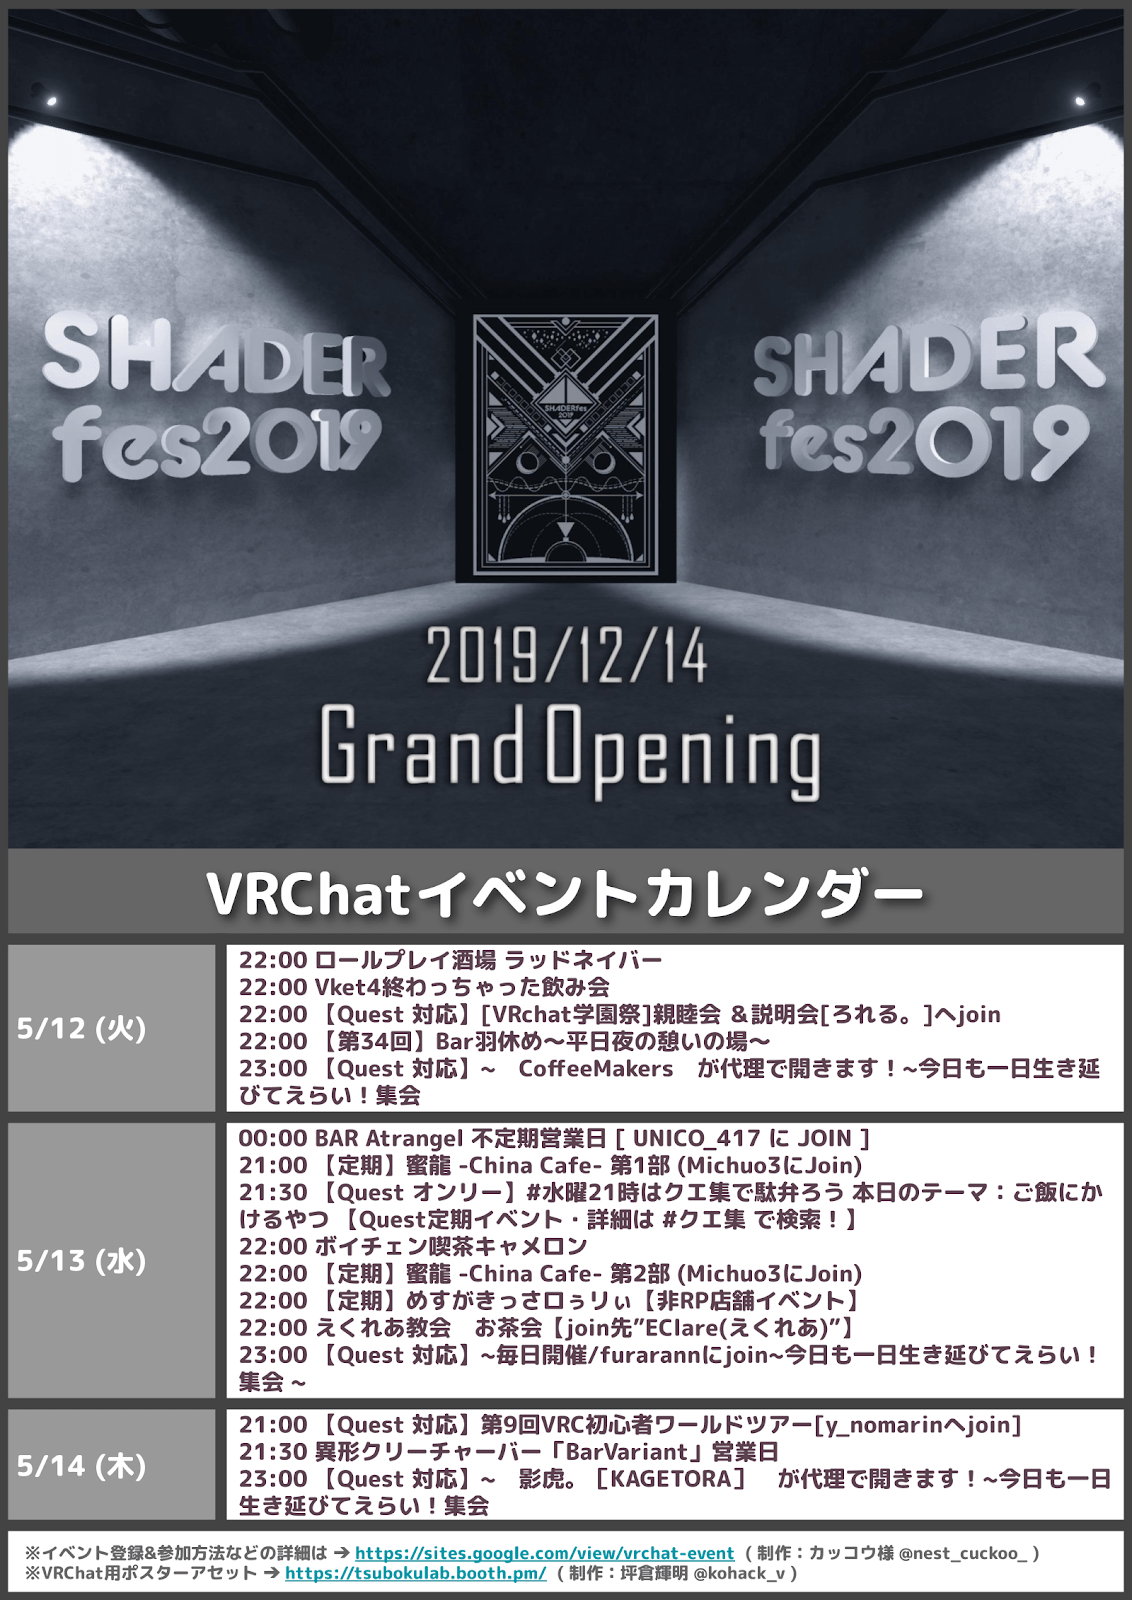 SHADER
fes2019
SHADER
fes2019
SHADERfes
2019
2019/12/14
Grand Opening
VRChatイベントカレンダー
5/12 (火)
22:00 ロールプレイ酒場 ラッドネイバー
22:00 Vket4終わっちゃった飲み会
22:00 【Quest 対応】[VRchat学園祭]親睦会 &説明会[ろれる。]へjoin
22:00 【第34回】Bar羽休め〜平日夜の憩いの場〜
23:00 【Quest 対応】~　CoffeeMakers　が代理で開きます！~今日も一日生き延
びてえらい！集会
5/13 (水)
00:00 BAR Atrangel 不定期営業日 [ UNICO_417 に JOIN ]
21:00 【定期】蜜龍 -China Cafe- 第1部 (Michuo3にJoin)
21:30 【Quest オンリー】#水曜21時はクエ集で駄弁ろう 本日のテーマ：ご飯にか
けるやつ 【Quest定期イベント・詳細は #クエ集 で検索！】
22:00 ボイチェン喫茶キャメロン
22:00 【定期】蜜龍 -China Cafe- 第2部 (Michuo3にJoin)
22:00 【定期】めすがきっさロぅリぃ【非RP店舗イベント】
22:00 えくれあ教会　お茶会【join先”EClare(えくれあ)”】
23:00 【Quest 対応】~毎日開催/furarannにjoin~今日も一日生き延びてえらい！
集会 ~
5/14 (木)
21:00 【Quest 対応】第9回VRC初心者ワールドツアー[y_nomarinへjoin]
21:30 異形クリーチャーバー「BarVariant」営業日
23:00 【Quest 対応】~　影虎。［KAGETORA］　が代理で開きます！~今日も一日
生き延びてえらい！集会
※イベント登録&参加方法などの詳細は ➔ https://sites.google.com/view/vrchat-event ( 制作：カッコウ様 @nest_cuckoo_ )
※VRChat用ポスターアセット ➔ https://tsubokulab.booth.pm/ ( 制作：坪倉輝明 @kohack_v )